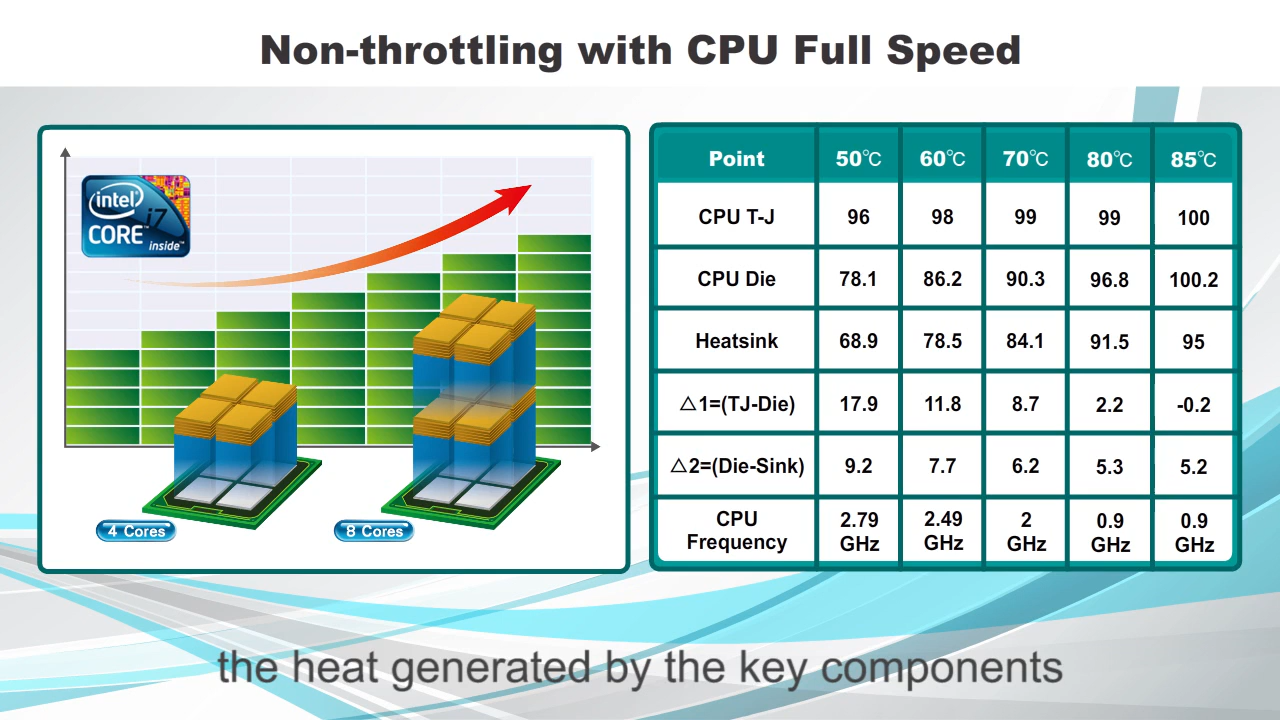 Non-throttling with CPU Full Speed
intel
CORE i7
inside
4 Cores
8 Cores
Point 50℃ 60℃ 70℃ 80℃ 85℃
CPU T-J 96 98 99 99 100
CPU Die 78.1 86.2 90.3 96.8 100.2
Heatsink 68.9 78.5 84.1 91.5 95
△1=(TJ-Die) 17.9 11.8 8.7 2.2 -0.2
△2=(Die-Sink) 9.2 7.7 6.2 5.3 5.2
CPU 2.79 2.49 2 0.9 0.9
Frequency GHz GHz GHz GHz GHz
the heat generated by the key components